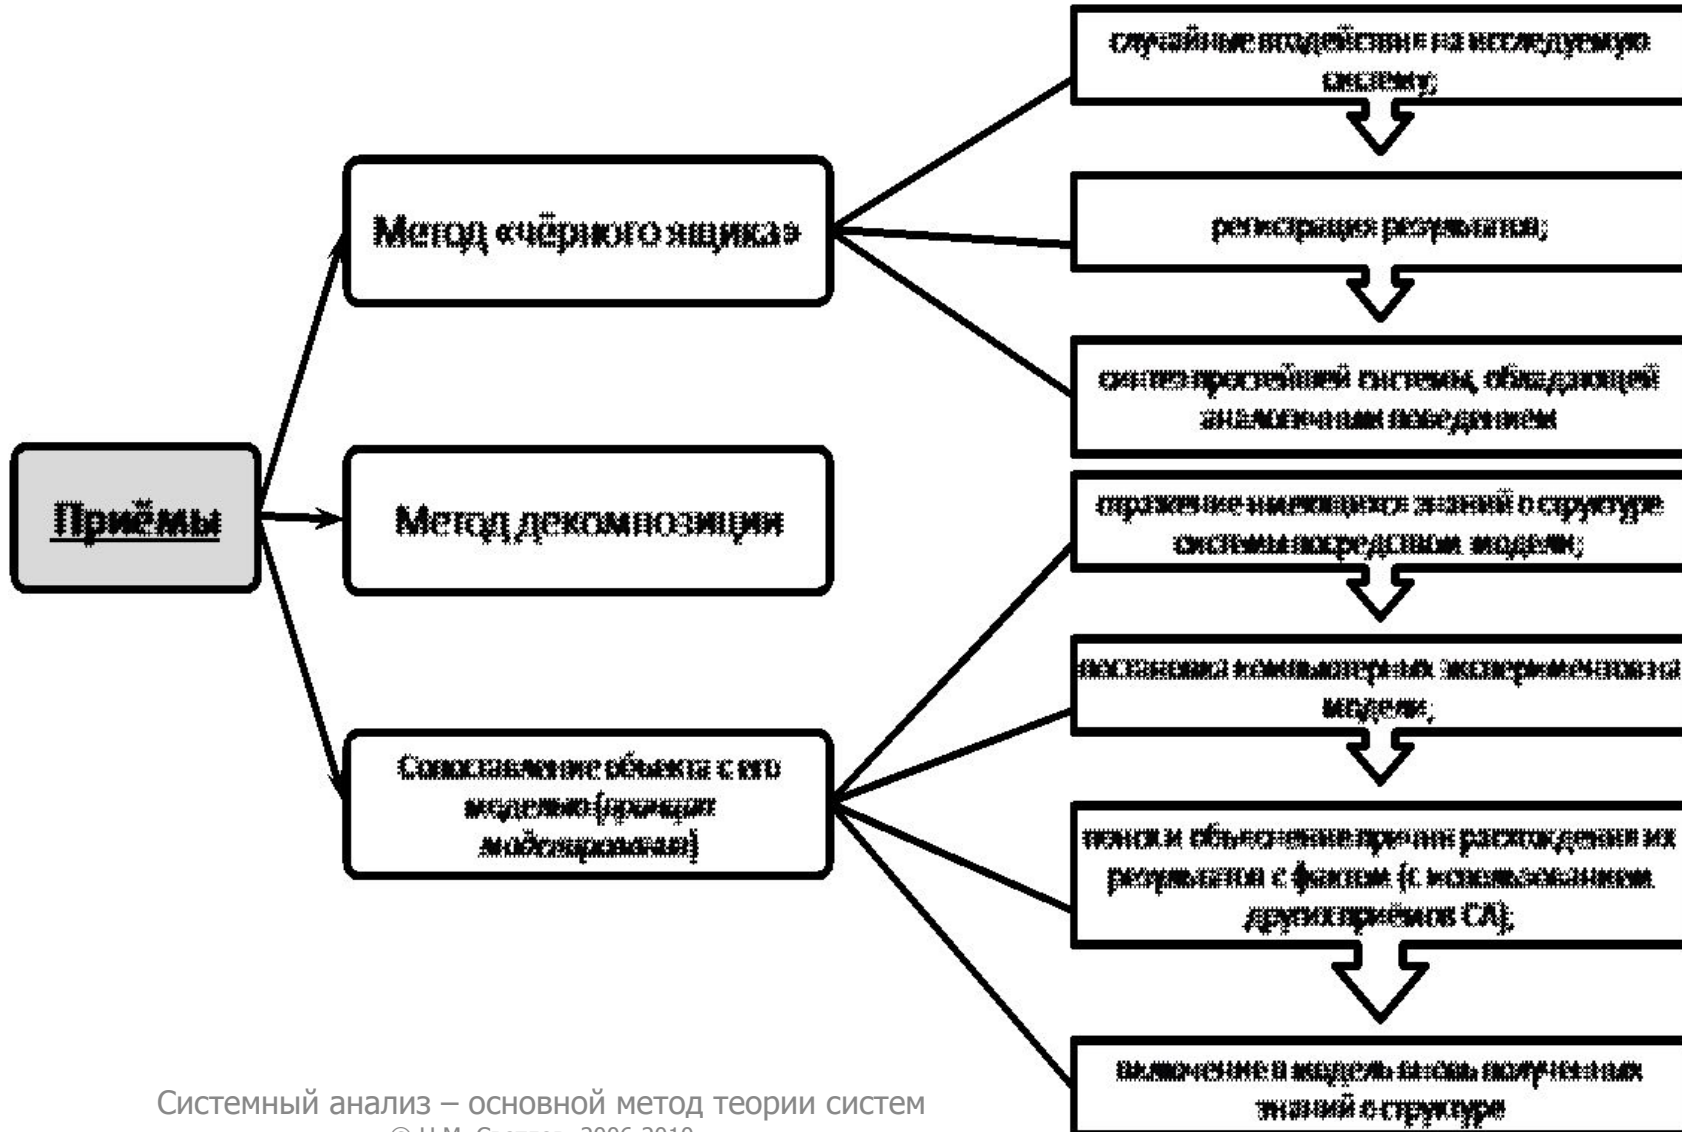 Приёмы
Метод «чёрного ящика»
Метод декомпозиции
Сопоставление объекта с его
моделью (принцип
моделирования)
случайные воздействия на исследуемую
систему;
регистрация результатов;
синтез простейшей системы, обладающей
аналогичным поведением
отражение имеющихся знаний о структуре
системы посредством модели;
постановка компьютерных экспериментов на
модели;
поиск и объяснение причин расхождения их
результатов с фактом (с использованием
других приёмов СА);
включение в модель вновь полученных
знаний о структуре
Системный анализ – основной метод теории систем
2006-2010